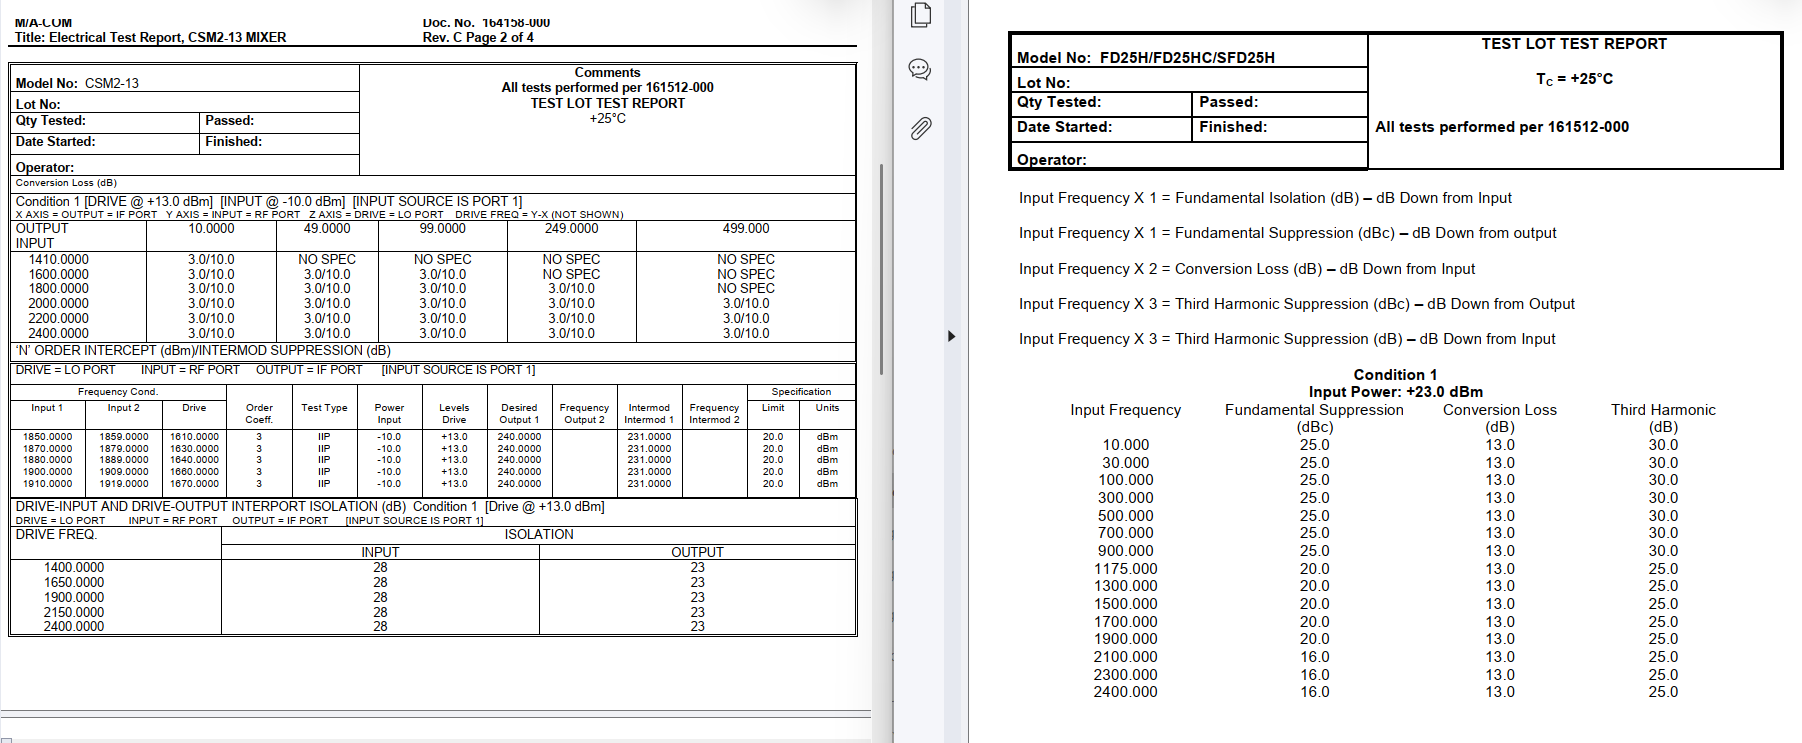 M/A-COM Doc. No. 164158-000
Title: Electrical Test Report, CSM2-13 MIXER Rev. C Page 2 of 4
Model No: CSM2-13
Lot No:
Qty Tested: Passed:
Date Started: Finished:
Operator:
Comments
All tests performed per 161512-000
TEST LOT TEST REPORT
+25°C
Conversion Loss (dB)
Condition 1 [DRIVE @ +13.0 dBm] [INPUT @ -10.0 dBm] [INPUT SOURCE IS PORT 1]
X AXIS = OUTPUT = IF PORT Y AXIS = INPUT = RF PORT Z AXIS = DRIVE = LO PORT DRIVE FREQ = Y-X (NOT SHOWN)
OUTPUT 10.0000 49.0000 99.0000 249.0000 499.000
INPUT
1410.0000 3.0/10.0 NO SPEC NO SPEC NO SPEC NO SPEC
1600.0000 3.0/10.0 3.0/10.0 3.0/10.0 NO SPEC NO SPEC
1800.0000 3.0/10.0 3.0/10.0 3.0/10.0 3.0/10.0 NO SPEC
2000.0000 3.0/10.0 3.0/10.0 3.0/10.0 3.0/10.0 3.0/10.0
2200.0000 3.0/10.0 3.0/10.0 3.0/10.0 3.0/10.0 3.0/10.0
2400.0000 3.0/10.0 3.0/10.0 3.0/10.0 3.0/10.0 3.0/10.0
'N' ORDER INTERCEPT (dBm)/INTERMOD SUPPRESSION (dB)
DRIVE = LO PORT INPUT = RF PORT OUTPUT = IF PORT [INPUT SOURCE IS PORT 1]
Frequency Cond. Specification
Input 1 Input 2 Drive Order Test Type Power Levels Desired Frequency Intermod Frequency Limit Units
Coeff. Input Drive Output 1 Output 2 Intermod 1 Intermod 2
1850.0000 1859.0000 1610.0000 3 IIP -10.0 +13.0 240.0000 231.0000 20.0 dBm
1870.0000 1879.0000 1630.0000 3 IIP -10.0 +13.0 240.0000 231.0000 20.0 dBm
1880.0000 1889.0000 1640.0000 3 IIP -10.0 +13.0 240.0000 231.0000 20.0 dBm
1900.0000 1909.0000 1660.0000 3 IIP -10.0 +13.0 240.0000 231.0000 20.0 dBm
1910.0000 1919.0000 1670.0000 3 IIP -10.0 +13.0 240.0000 231.0000 20.0 dBm
DRIVE-INPUT AND DRIVE-OUTPUT INTERPORT ISOLATION (dB) Condition 1 [Drive @ +13.0 dBm]
DRIVE = LO PORT INPUT = RF PORT OUTPUT = IF PORT [INPUT SOURCE IS PORT 1]
DRIVE FREQ. ISOLATION
INPUT OUTPUT
1400.0000 28 23
1650.0000 28 23
1900.0000 28 23
2150.0000 28 23
2400.0000 28 23
Model No: FD25H/FD25HC/SFD25H
Lot No:
Qty Tested: Passed:
Date Started: Finished:
Operator:
TEST LOT TEST REPORT
TC = +25°C
All tests performed per 161512-000
Input Frequency X 1 = Fundamental Isolation (dB) – dB Down from Input
Input Frequency X 1 = Fundamental Suppression (dBc) – dB Down from output
Input Frequency X 2 = Conversion Loss (dB) – dB Down from Input
Input Frequency X 3 = Third Harmonic Suppression (dBc) – dB Down from Output
Input Frequency X 3 = Third Harmonic Suppression (dB) – dB Down from Input
Condition 1
Input Power: +23.0 dBm
Input Frequency Fundamental Suppression Conversion Loss Third Harmonic
(dBc) (dB) (dB)
10.000 25.0 13.0 30.0
30.000 25.0 13.0 30.0
100.000 25.0 13.0 30.0
300.000 25.0 13.0 30.0
500.000 25.0 13.0 30.0
700.000 25.0 13.0 30.0
900.000 25.0 13.0 30.0
1175.000 20.0 13.0 25.0
1300.000 20.0 13.0 25.0
1500.000 20.0 13.0 25.0
1700.000 20.0 13.0 25.0
1900.000 20.0 13.0 25.0
2100.000 16.0 13.0 25.0
2300.000 16.0 13.0 25.0
2400.000 16.0 13.0 25.0